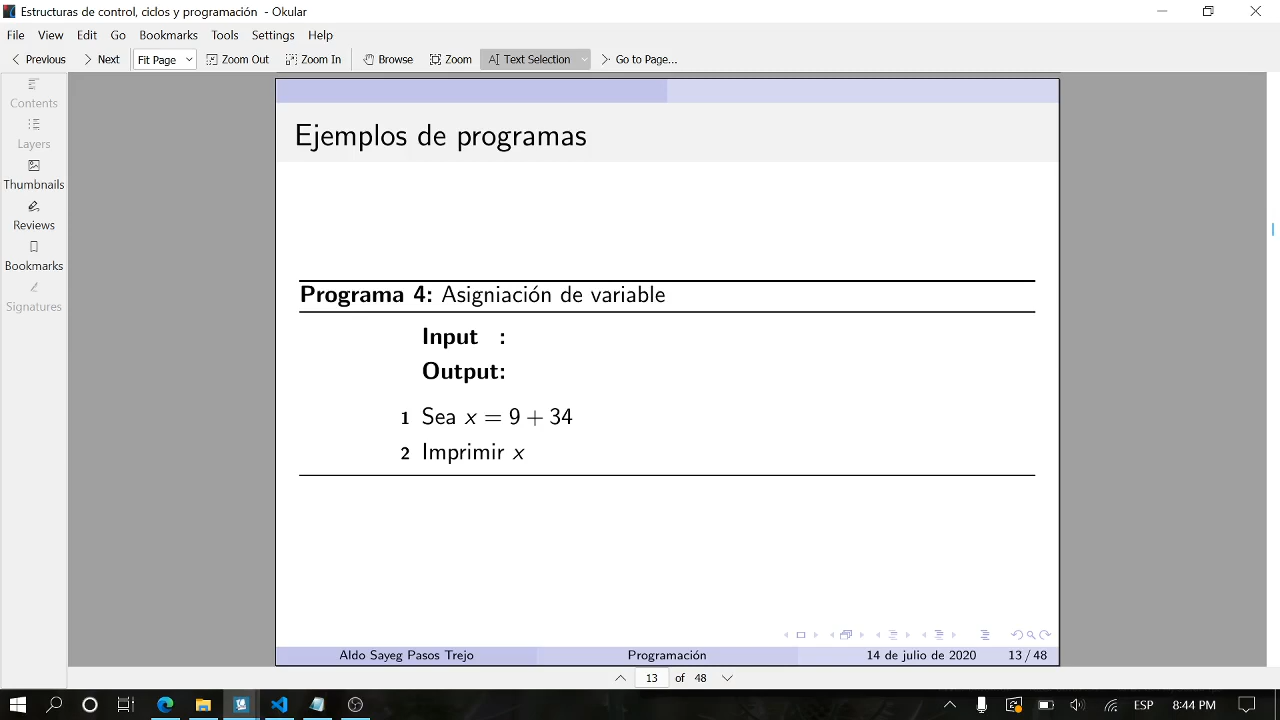 Estructuras de control, ciclos y programación - Okular
File View Edit Go Bookmarks Tools Settings Help
Previous Next Fit Page Zoom Out Zoom In Browse Zoom Text Selection Go to Page...
Contents
Layers
Thumbnails
Reviews
Bookmarks
Signatures
Ejemplos de programas
Programa 4: Asigniación de variable
Input :
Output:
1 Sea x = 9 + 34
2 Imprimir x
Aldo Sayeg Pasos Trejo Programación 14 de julio de 2020 13 / 48
13 of 48
ESP 8:44 PM